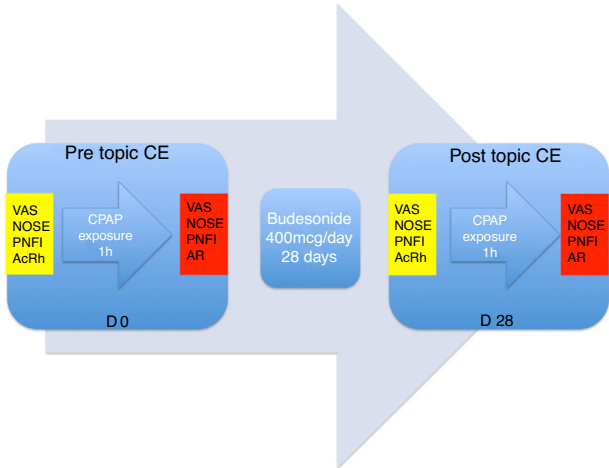 Pre topic CE
VAS
NOSE
PNFI
AcRh
CPAP
exposure
1h
VAS
NOSE
PNFI
AR
D 0
Budesonide
400mcg/day
28 days
Post topic CE
VAS
NOSE
PNFI
AcRh
CPAP
exposure
1h
VAS
NOSE
PNFI
AR
D 28